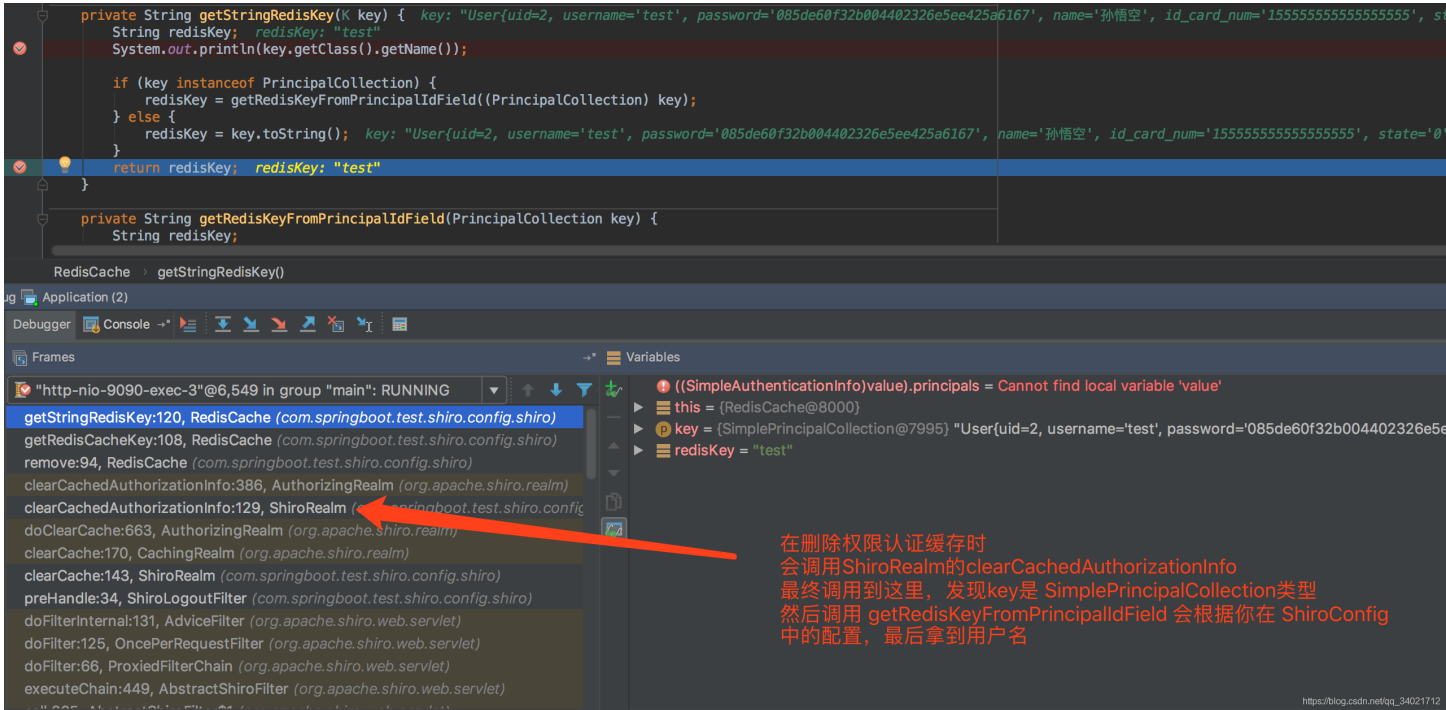 private String getStringRedisKey(K key) {  key: "User{uid=2, username='test', password='085de60f32b004402326e5ee425a6167', name='孙悟空', id_card_num='155555555555555555', st
String redisKey;  redisKey: "test"
System.out.println(key.getClass().getName());
if (key instanceof PrincipalCollection) {
redisKey = getRedisKeyFromPrincipalIdField((PrincipalCollection) key);
} else {
redisKey = key.toString();  key: "User{uid=2, username='test', password='085de60f32b004402326e5ee425a6167', name='孙悟空', id_card_num='155555555555555555', state='0'
}
return redisKey;  redisKey: "test"
}
private String getRedisKeyFromPrincipalIdField(PrincipalCollection key) {
String redisKey;
RedisCache › getStringRedisKey()
ug Application (2)
Debugger Console
Frames
Variables
"http-nio-9090-exec-3"@6,549 in group "main": RUNNING
getStringRedisKey:120, RedisCache (com.springboot.test.shiro.config.shiro)
getRedisCacheKey:108, RedisCache (com.springboot.test.shiro.config.shiro)
remove:94, RedisCache (com.springboot.test.shiro.config.shiro)
clearCachedAuthorizationInfo:386, AuthorizingRealm (org.apache.shiro.realm)
clearCachedAuthorizationInfo:129, ShiroRealm springboot.test.shiro.config
doClearCache:663, AuthorizingRealm (org.apache.shiro.realm)
clearCache:170, CachingRealm (org.apache.shiro.realm)
clearCache:143, ShiroRealm (com.springboot.test.shiro.config.shiro)
preHandle:34, ShiroLogoutFilter (com.springboot.test.shiro.config.shiro)
doFilterInternal:131, AdviceFilter (org.apache.shiro.web.servlet)
doFilter:125, OncePerRequestFilter (org.apache.shiro.web.servlet)
doFilter:66, ProxiedFilterChain (org.apache.shiro.web.servlet)
executeChain:449, AbstractShiroFilter (org.apache.shiro.web.servlet)
((SimpleAuthenticationInfo)value).principals = Cannot find local variable 'value'
this = {RedisCache@8000}
key = {SimplePrincipalCollection@7995} "User{uid=2, username='test', password='085de60f32b004402326e5e
redisKey = "test"
在删除权限认证缓存时
会调用ShiroRealm的clearCachedAuthorizationInfo
最终调用到这里，发现key是 SimplePrincipalCollection类型
然后调用 getRedisKeyFromPrincipalIdField 会根据你在 ShiroConfig
中的配置，最后拿到用户名
https://blog.csdn.net/qq_34021712